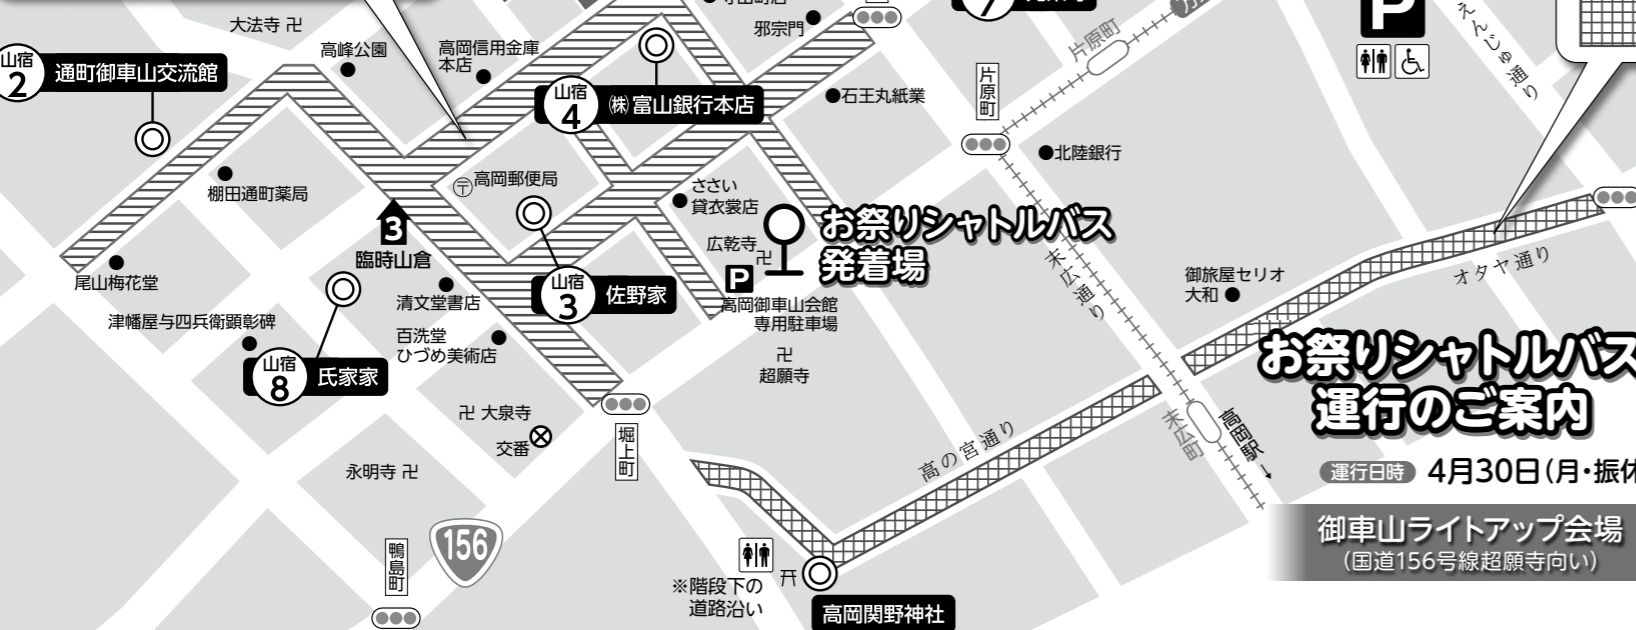 大法寺 卍
高峰公園
高岡信用金庫
本店
邪宗門
片原町
えんじゅ通り
P
山宿
2
通町御車山交流館
山宿
4
㈱富山銀行本店
石王丸紙業
片原町
北陸銀行
棚田通町薬局
〒高岡郵便局
ささい
貸衣裳店
お祭りシャトルバス
発着場
3
臨時山倉
広乾寺
卍
P
高岡御車山会館
専用駐車場
末広通り
御旅屋セリオ
大和
オタヤ通り
尾山梅花堂
清文堂書店
山宿
3
佐野家
津幡屋与四兵衛顕彰碑
百洗堂
ひづめ美術店
卍
超願寺
山宿
8
氏家家
お祭りシャトルバス
運行のご案内
卍 大泉寺
交番
堀上町
高の宮通り
末広町
高岡駅↓
永明寺 卍
運行日時 4月30日(月・振休
156
鴨島町
御車山ライトアップ会場
(国道156号線超願寺向い)
※階段下の
道路沿い
高岡関野神社